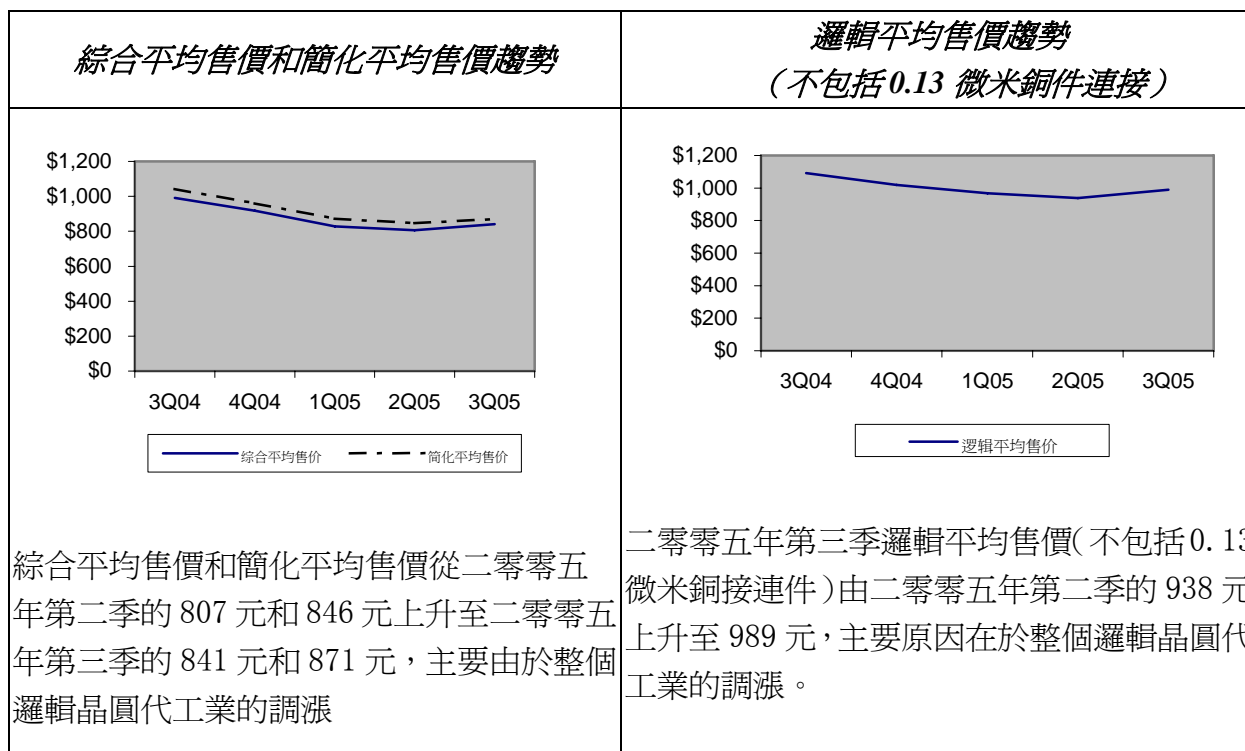 綜合平均售價和簡化平均售價趨勢
$1,200
$1,000
$800
$600
$400
$200
$0
3Q04 4Q04 1Q05 2Q05 3Q05
综合平均售价 简化平均售价
綜合平均售價和簡化平均售價從二零零五
年第二季的 807 元和 846 元上升至二零零五
年第三季的 841 元和 871 元，主要由於整個
邏輯晶圓代工業的調漲
邏輯平均售價趨勢
（不包括 0.13 微米銅件連接）
$1,200
$1,000
$800
$600
$400
$200
$0
3Q04 4Q04 1Q05 2Q05 3Q05
逻辑平均售价
二零零五年第三季邏輯平均售價(不包括0.13
微米銅接連件)由二零零五年第二季的 938 元
上升至 989 元，主要原因在於整個邏輯晶圓代
工業的調漲。